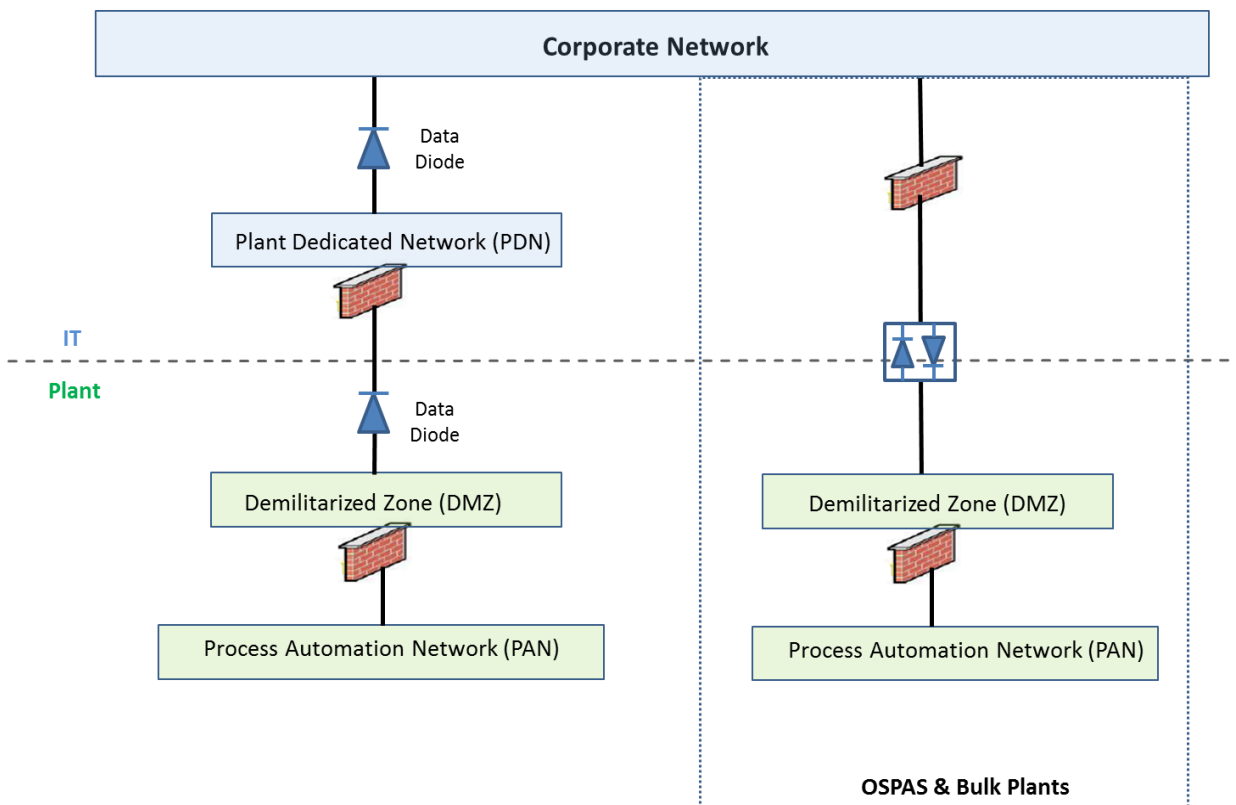 Corporate Network
Data
Diode
Plant Dedicated Network (PDN)
IT
Plant
Data
Diode
Demilitarized Zone (DMZ)
Demilitarized Zone (DMZ)
Process Automation Network (PAN)
Process Automation Network (PAN)
OSPAS & Bulk Plants